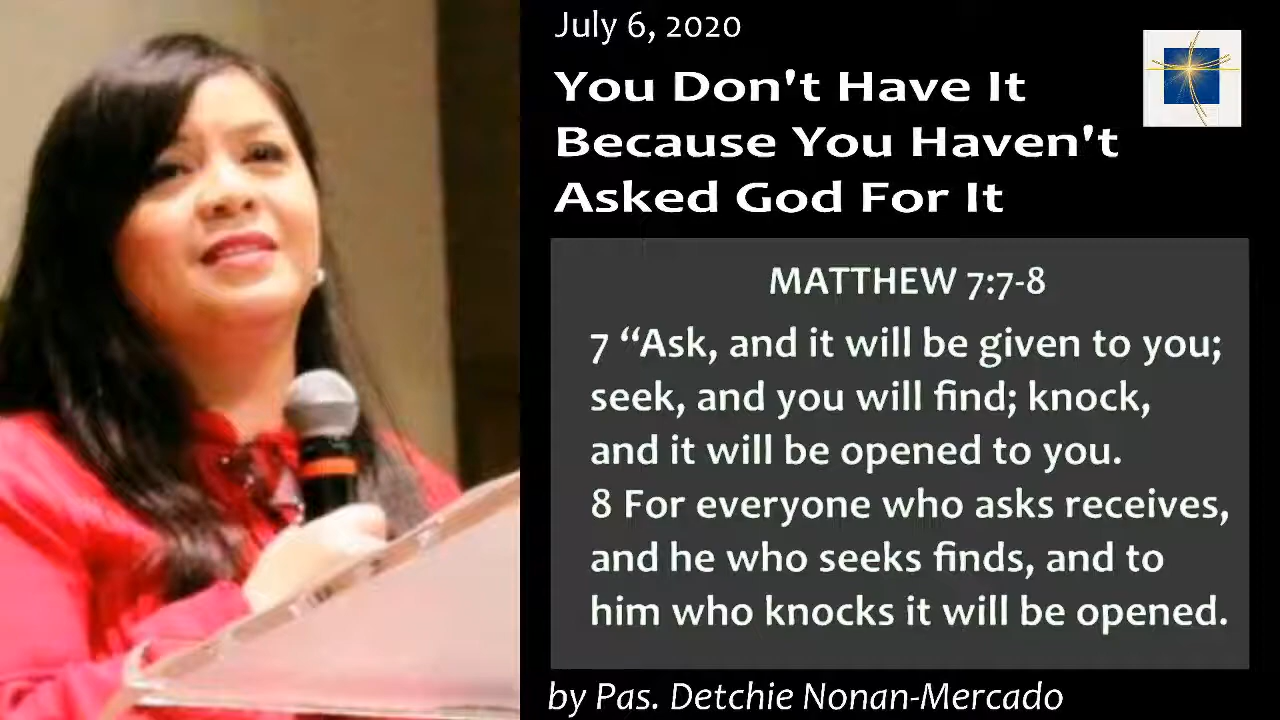 July 6, 2020
You Don't Have It
Because You Haven't
Asked God For It
MATTHEW 7:7-8
7 “Ask, and it will be given to you;
seek, and you will find; knock,
and it will be opened to you.
8 For everyone who asks receives,
and he who seeks finds, and to
him who knocks it will be opened.
by Pas. Detchie Nonan-Mercado